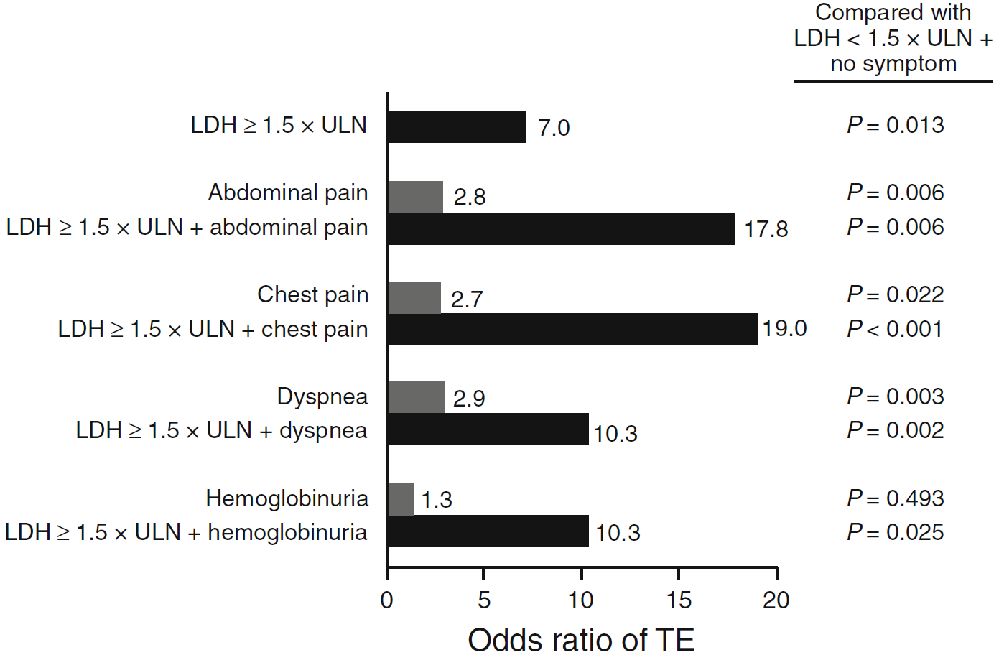 Compared with
LDH < 1.5 × ULN +
no symptom
LDH ≥ 1.5 × ULN 7.0 P = 0.013
Abdominal pain 2.8 P = 0.006
LDH ≥ 1.5 × ULN + abdominal pain 17.8 P = 0.006
Chest pain 2.7 P = 0.022
LDH ≥ 1.5 × ULN + chest pain 19.0 P < 0.001
Dyspnea 2.9 P = 0.003
LDH ≥ 1.5 × ULN + dyspnea 10.3 P = 0.002
Hemoglobinuria 1.3 P = 0.493
LDH ≥ 1.5 × ULN + hemoglobinuria 10.3 P = 0.025
0 5 10 15 20
Odds ratio of TE